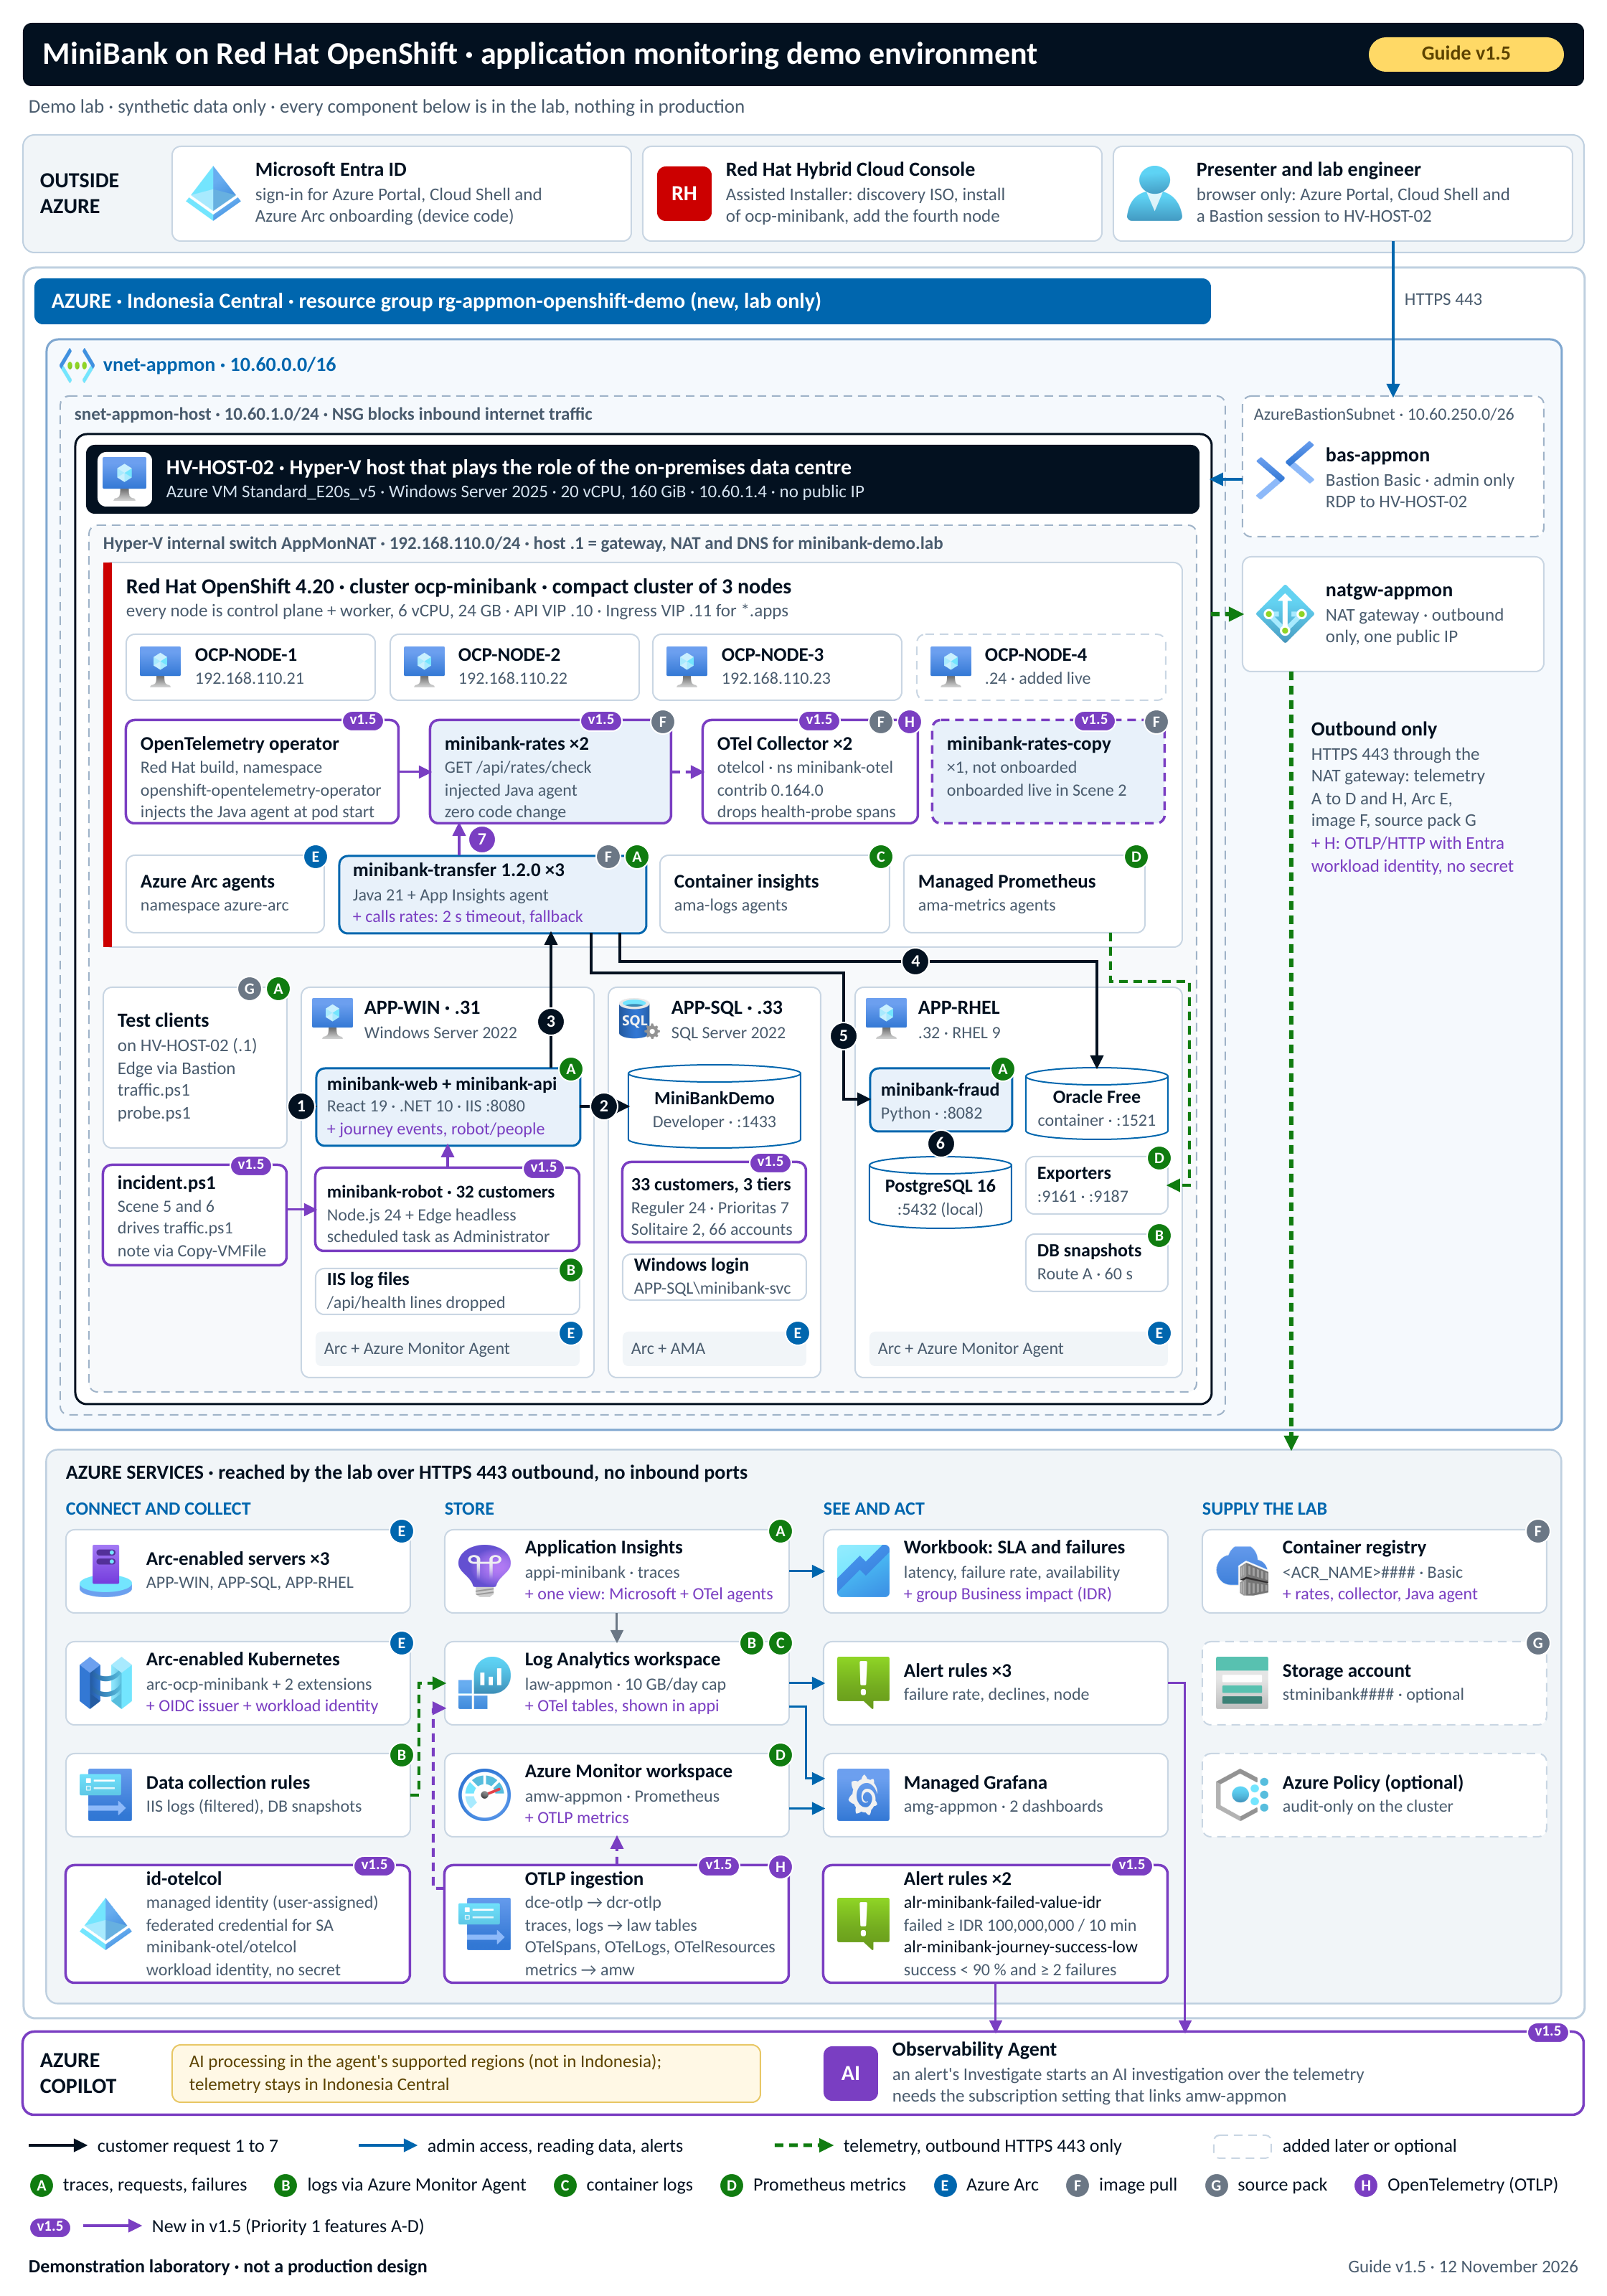 MiniBank on Red Hat OpenShift · application monitoring demo environment
Guide v1.5
Demo lab · synthetic data only · every component below is in the lab, nothing in production
OUTSIDE
AZURE
Microsoft Entra ID
sign-in for Azure Portal, Cloud Shell and
Azure Arc onboarding (device code)
RH
Red Hat Hybrid Cloud Console
Assisted Installer: discovery ISO, install
of ocp-minibank, add the fourth node
Presenter and lab engineer
browser only: Azure Portal, Cloud Shell and
a Bastion session to HV-HOST-02
AZURE · Indonesia Central · resource group rg-appmon-openshift-demo (new, lab only)
HTTPS 443
vnet-appmon · 10.60.0.0/16
snet-appmon-host · 10.60.1.0/24 · NSG blocks inbound internet traffic
AzureBastionSubnet · 10.60.250.0/26
bas-appmon
Bastion Basic · admin only
RDP to HV-HOST-02
HV-HOST-02 · Hyper-V host that plays the role of the on-premises data centre
Azure VM Standard_E20s_v5 · Windows Server 2025 · 20 vCPU, 160 GiB · 10.60.1.4 · no public IP
natgw-appmon
NAT gateway · outbound
only, one public IP
Hyper-V internal switch AppMonNAT · 192.168.110.0/24 · host .1 = gateway, NAT and DNS for minibank-demo.lab
Red Hat OpenShift 4.20 · cluster ocp-minibank · compact cluster of 3 nodes
every node is control plane + worker, 6 vCPU, 24 GB · API VIP .10 · Ingress VIP .11 for *.apps
OCP-NODE-1
192.168.110.21
OCP-NODE-2
192.168.110.22
OCP-NODE-3
192.168.110.23
OCP-NODE-4
.24 · added live
v1.5
OpenTelemetry operator
Red Hat build, namespace
openshift-opentelemetry-operator
injects the Java agent at pod start
v1.5
F
minibank-rates ×2
GET /api/rates/check
injected Java agent
zero code change
v1.5
F
H
OTel Collector ×2
otelcol · ns minibank-otel
contrib 0.164.0
drops health-probe spans
v1.5
F
minibank-rates-copy
×1, not onboarded
onboarded live in Scene 2
Outbound only
HTTPS 443 through the
NAT gateway: telemetry
A to D and H, Arc E,
image F, source pack G
+ H: OTLP/HTTP with Entra
workload identity, no secret
7
E
Azure Arc agents
namespace azure-arc
F
A
minibank-transfer 1.2.0 ×3
Java 21 + App Insights agent
+ calls rates: 2 s timeout, fallback
C
Container insights
ama-logs agents
D
Managed Prometheus
ama-metrics agents
4
G
A
Test clients
on HV-HOST-02 (.1)
Edge via Bastion
traffic.ps1
probe.ps1
APP-WIN · .31
Windows Server 2022
3
SQL
APP-SQL · .33
SQL Server 2022
5
APP-RHEL
.32 · RHEL 9
1
A
minibank-web + minibank-api
React 19 · .NET 10 · IIS :8080
+ journey events, robot/people
2
MiniBankDemo
Developer · :1433
A
minibank-fraud
Python · :8082
Oracle Free
container · :1521
6
PostgreSQL 16
:5432 (local)
D
Exporters
:9161 · :9187
B
DB snapshots
Route A · 60 s
v1.5
incident.ps1
Scene 5 and 6
drives traffic.ps1
note via Copy-VMFile
v1.5
minibank-robot · 32 customers
Node.js 24 + Edge headless
scheduled task as Administrator
v1.5
33 customers, 3 tiers
Reguler 24 · Prioritas 7
Solitaire 2, 66 accounts
B
IIS log files
/api/health lines dropped
Windows login
APP-SQL\minibank-svc
E
Arc + Azure Monitor Agent
E
Arc + AMA
E
Arc + Azure Monitor Agent
AZURE SERVICES · reached by the lab over HTTPS 443 outbound, no inbound ports
CONNECT AND COLLECT
STORE
SEE AND ACT
SUPPLY THE LAB
E
Arc-enabled servers ×3
APP-WIN, APP-SQL, APP-RHEL
A
Application Insights
appi-minibank · traces
+ one view: Microsoft + OTel agents
Workbook: SLA and failures
latency, failure rate, availability
+ group Business impact (IDR)
F
Container registry
<ACR_NAME>#### · Basic
+ rates, collector, Java agent
E
Arc-enabled Kubernetes
arc-ocp-minibank + 2 extensions
+ OIDC issuer + workload identity
B
C
Log Analytics workspace
law-appmon · 10 GB/day cap
+ OTel tables, shown in appi
Alert rules ×3
failure rate, declines, node
G
Storage account
stminibank#### · optional
B
Data collection rules
IIS logs (filtered), DB snapshots
D
Azure Monitor workspace
amw-appmon · Prometheus
+ OTLP metrics
Managed Grafana
amg-appmon · 2 dashboards
Azure Policy (optional)
audit-only on the cluster
v1.5
id-otelcol
managed identity (user-assigned)
federated credential for SA
minibank-otel/otelcol
workload identity, no secret
v1.5
H
OTLP ingestion
dce-otlp → dcr-otlp
traces, logs → law tables
OTelSpans, OTelLogs, OTelResources
metrics → amw
v1.5
Alert rules ×2
alr-minibank-failed-value-idr
failed ≥ IDR 100,000,000 / 10 min
alr-minibank-journey-success-low
success < 90 % and ≥ 2 failures
v1.5
AZURE
COPILOT
AI processing in the agent's supported regions (not in Indonesia);
telemetry stays in Indonesia Central
AI
Observability Agent
an alert's Investigate starts an AI investigation over the telemetry
needs the subscription setting that links amw-appmon
customer request 1 to 7
admin access, reading data, alerts
telemetry, outbound HTTPS 443 only
added later or optional
A traces, requests, failures
B logs via Azure Monitor Agent
C container logs
D Prometheus metrics
E Azure Arc
F image pull
G source pack
H OpenTelemetry (OTLP)
v1.5 New in v1.5 (Priority 1 features A-D)
Demonstration laboratory · not a production design
Guide v1.5 · 12 November 2026